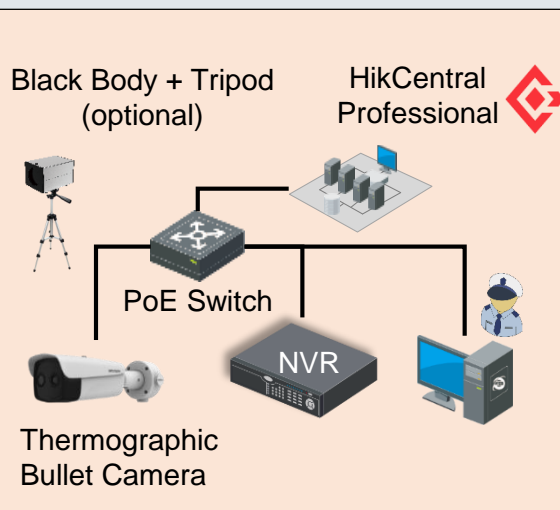 Black Body + Tripod
(optional)
HikCentral
Professional
PoE Switch
NVR
Thermographic
Bullet Camera